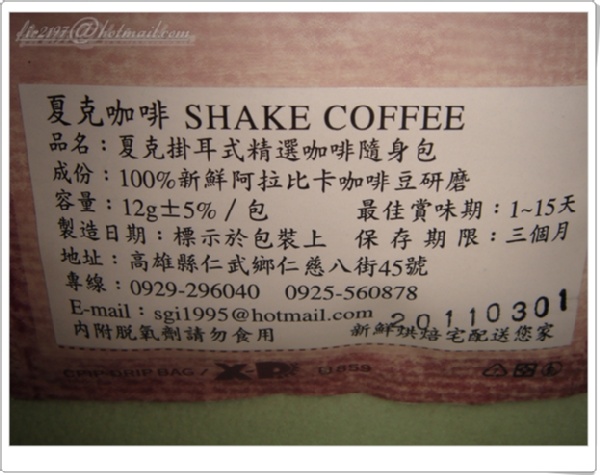 夏克咖啡 SHAKE COFFEE
品名：夏克掛耳式精選咖啡隨身包
成份：100%新鮮阿拉比卡咖啡豆研磨
容量：12g±5%/包 最佳賞味期：1~15天
製造日期：標示於包裝上 保存期限：三個月
地址：高雄縣仁武鄉仁慈八街45號
專線：0929-296040 0925-560878
E-mail：sgi1995@hotmail.com
20110301
內附脫氧劑請勿食用 新鮮烘焙宅配送您家
DRIP BAG/